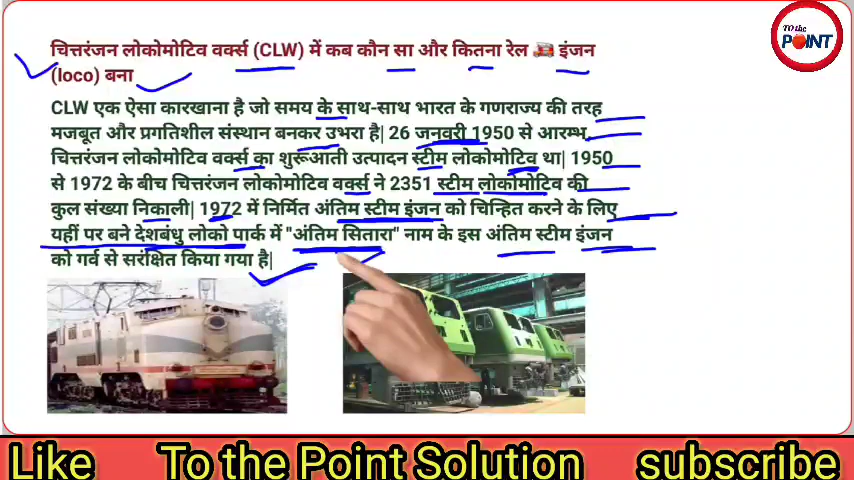 To the
POINT
चित्तरंजन लोकोमोटिव वर्क्स (CLW) में कब कौन सा और कितना रेल 🚂 इंजन
(loco) बना
CLW एक ऐसा कारखाना है जो समय के साथ-साथ भारत के गणराज्य की तरह
मजबूत और प्रगतिशील संस्थान बनकर उभरा है| 26 जनवरी 1950 से आरम्भ,
चित्तरंजन लोकोमोटिव वर्क्स का शुरूआती उत्पादन स्टीम लोकोमोटिव था| 1950
से 1972 के बीच चित्तरंजन लोकोमोटिव वर्क्स ने 2351 स्टीम लोकोमोटिव की
कुल संख्या निकाली| 1972 में निर्मित अंतिम स्टीम इंजन को चिन्हित करने के लिए
यहीं पर बने देशबंधु लोको पार्क में "अंतिम सितारा" नाम के इस अंतिम स्टीम इंजन
को गर्व से सरंक्षित किया गया है|
Like To the Point Solution subscribe